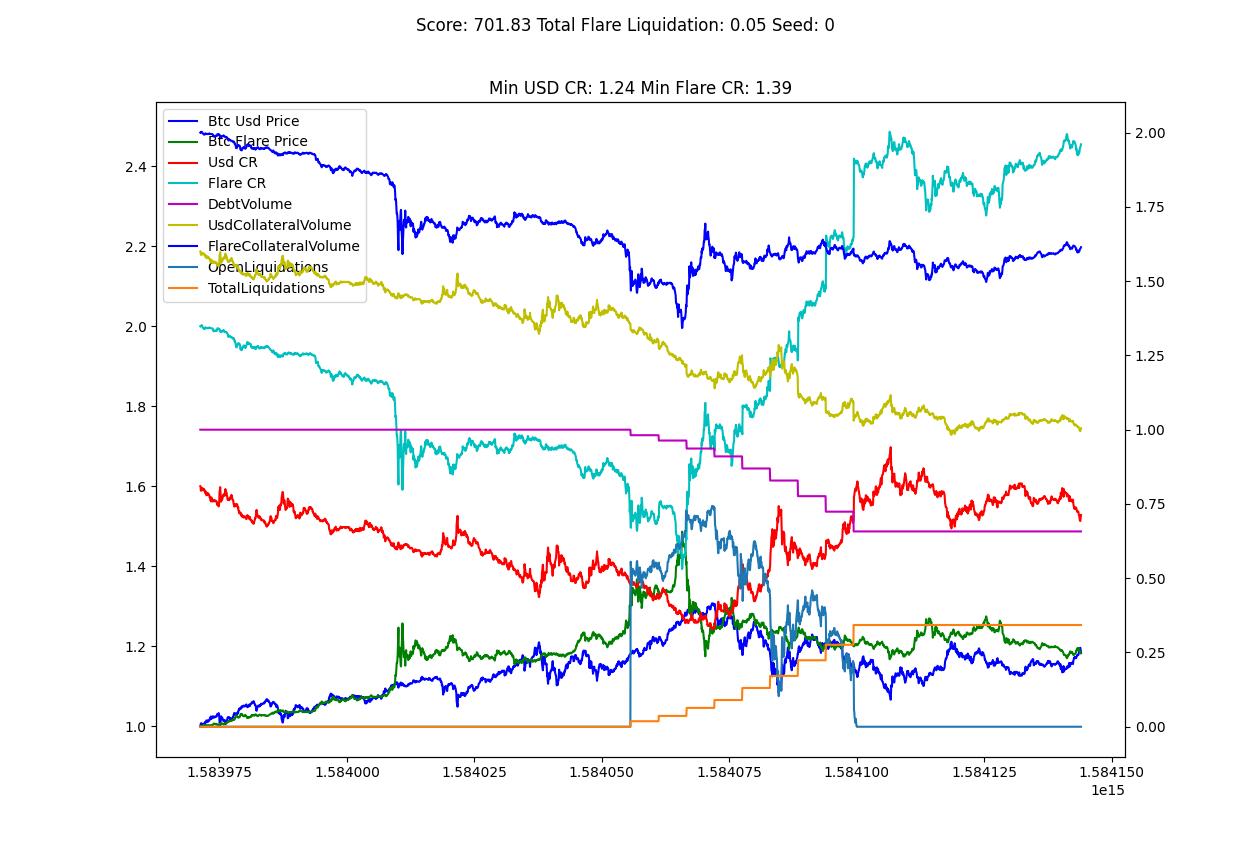 Score: 701.83 Total Flare Liquidation: 0.05 Seed: 0
Min USD CR: 1.24 Min Flare CR: 1.39
Btc Usd Price
Btc Flare Price
Usd CR
Flare CR
DebtVolume
UsdCollateralVolume
FlareCollateralVolume
OpenLiquidations
TotalLiquidations
2.4
2.2
2.0
1.8
1.6
1.4
1.2
1.0
2.00
1.75
1.50
1.25
1.00
0.75
0.50
0.25
0.00
1.583975 1.584000 1.584025 1.584050 1.584075 1.584100 1.584125 1.584150
1e15